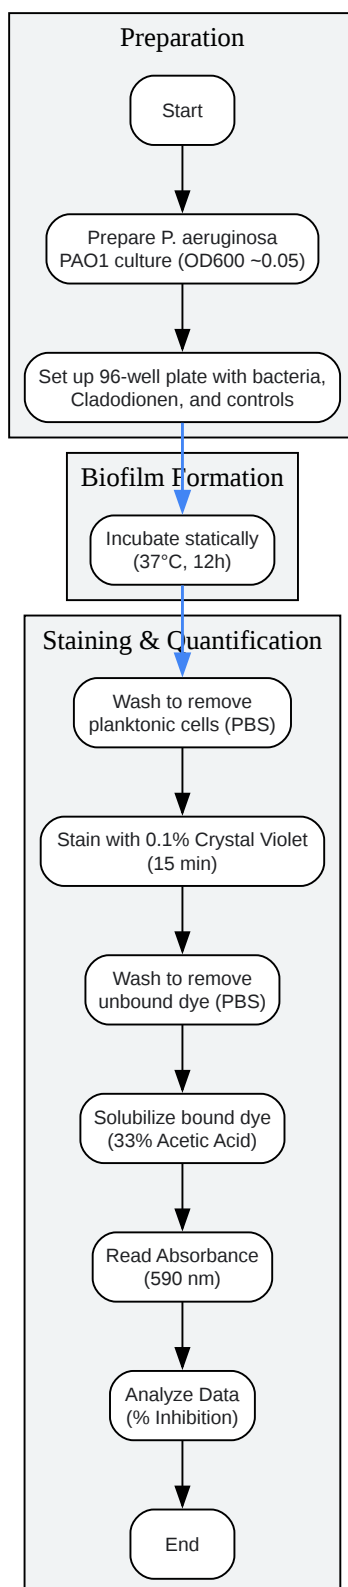 Preparation
Start
Prepare P. aeruginosa
PAO1 culture (OD600 ~0.05)
Set up 96-well plate with bacteria,
Cladodionen, and controls
Biofilm Formation
Incubate statically
(37°C, 12h)
Staining & Quantification
Wash to remove
planktonic cells (PBS)
Stain with 0.1% Crystal Violet
(15 min)
Wash to remove
unbound dye (PBS)
Solubilize bound dye
(33% Acetic Acid)
Read Absorbance
(590 nm)
Analyze Data
(% Inhibition)
End